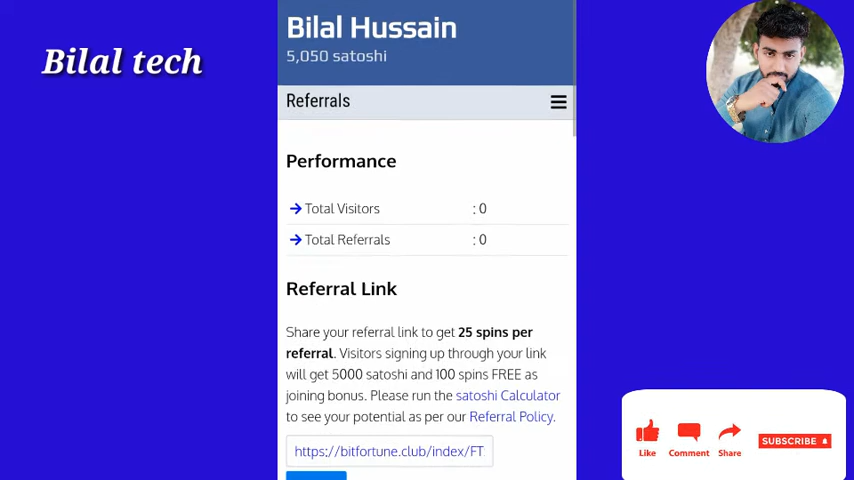 Bilal tech
Bilal Hussain
5,050 satoshi
Referrals
Performance
Total Visitors : 0
Total Referrals : 0
Referral Link
Share your referral link to get 25 spins per
referral. Visitors signing up through your link
will get 5000 satoshi and 100 spins FREE as
joining bonus. Please run the satoshi Calculator
to see your potential as per our Referral Policy.
https://bitfortune.club/index/FT
Like Comment Share SUBSCRIBE